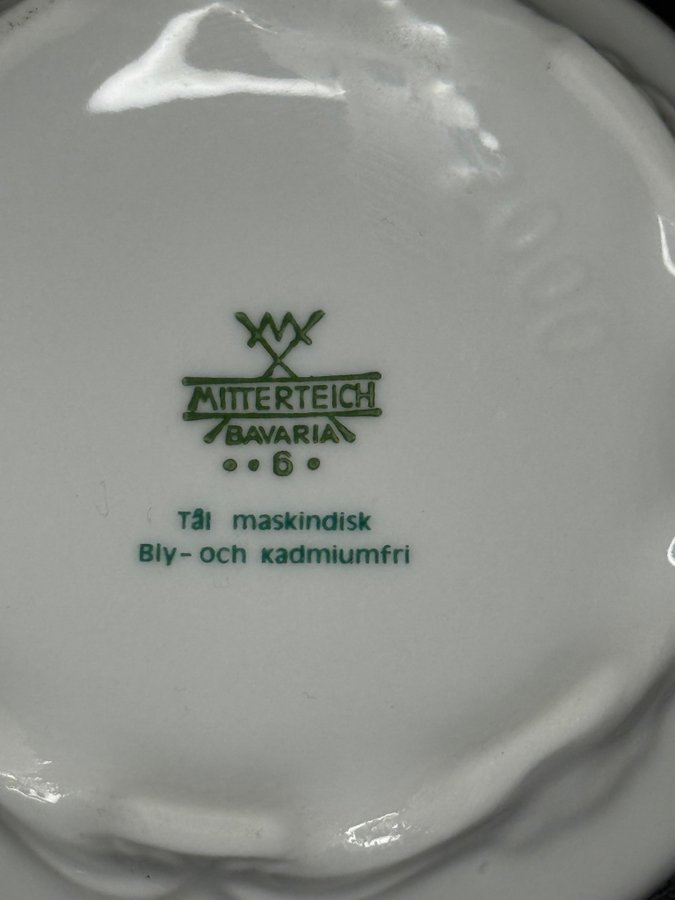 M
MITTERTEICH
BAVARIA
• • 6 •
Tål maskindisk
Bly- och kadmiumfri